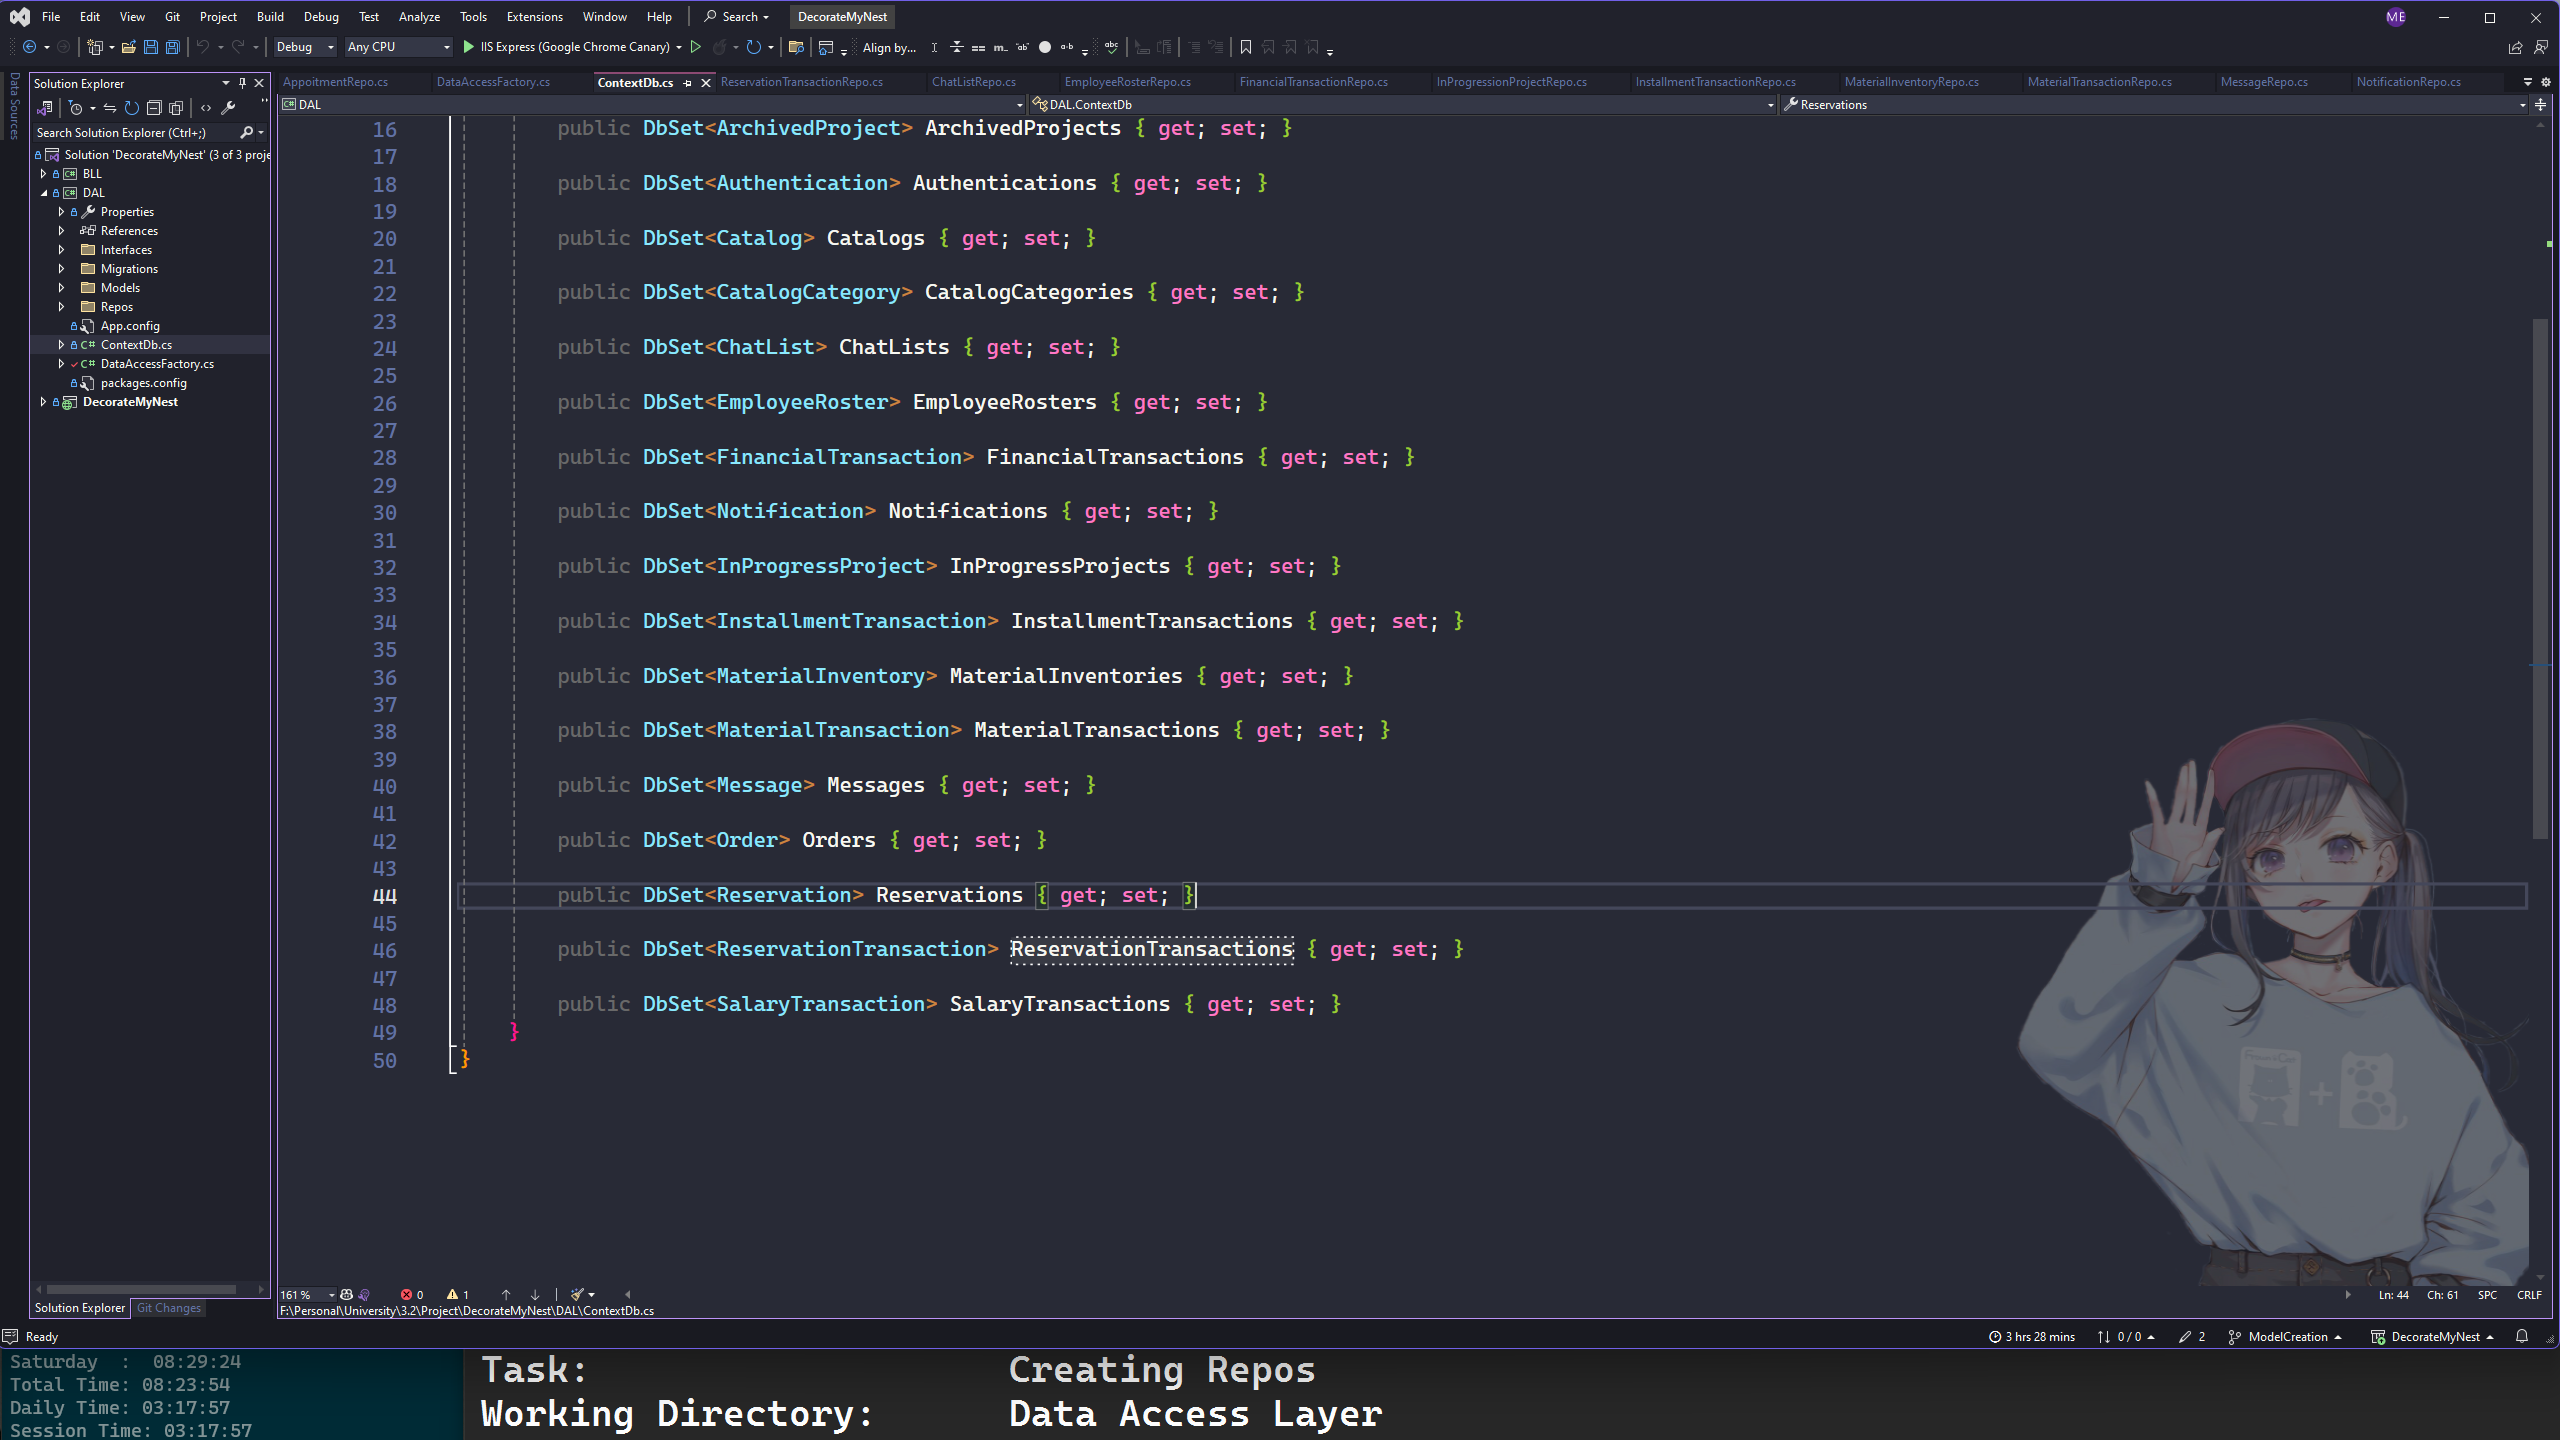 File Edit View Git Project Build Debug Test Analyze Tools Extensions Window Help Search DecorateMyNest ME
Debug Any CPU IIS Express (Google Chrome Canary) Align by...
Data Sources
Solution Explorer
Search Solution Explorer (Ctrl+;)
Solution 'DecorateMyNest' (3 of 3 proje
BLL
DAL
Properties
References
Interfaces
Migrations
Models
Repos
App.config
ContextDb.cs
DataAccessFactory.cs
packages.config
DecorateMyNest
Solution Explorer Git Changes
AppoitmentRepo.cs DataAccessFactory.cs ContextDb.cs ReservationTransactionRepo.cs ChatListRepo.cs EmployeeRosterRepo.cs FinancialTransactionRepo.cs InProgressionProjectRepo.cs InstallmentTransactionRepo.cs MaterialInventoryRepo.cs MaterialTransactionRepo.cs MessageRepo.cs NotificationRepo.cs
DAL DAL.ContextDb Reservations
16 public DbSet<ArchivedProject> ArchivedProjects { get; set; }
17
18 public DbSet<Authentication> Authentications { get; set; }
19
20 public DbSet<Catalog> Catalogs { get; set; }
21
22 public DbSet<CatalogCategory> CatalogCategories { get; set; }
23
24 public DbSet<ChatList> ChatLists { get; set; }
25
26 public DbSet<EmployeeRoster> EmployeeRosters { get; set; }
27
28 public DbSet<FinancialTransaction> FinancialTransactions { get; set; }
29
30 public DbSet<Notification> Notifications { get; set; }
31
32 public DbSet<InProgressProject> InProgressProjects { get; set; }
33
34 public DbSet<InstallmentTransaction> InstallmentTransactions { get; set; }
35
36 public DbSet<MaterialInventory> MaterialInventories { get; set; }
37
38 public DbSet<MaterialTransaction> MaterialTransactions { get; set; }
39
40 public DbSet<Message> Messages { get; set; }
41
42 public DbSet<Order> Orders { get; set; }
43
44 public DbSet<Reservation> Reservations { get; set; }
45
46 public DbSet<ReservationTransaction> ReservationTransactions { get; set; }
47
48 public DbSet<SalaryTransaction> SalaryTransactions { get; set; }
49 }
50 }
161 % 0 1 Ln: 44 Ch: 61 SPC CRLF
F:\Personal\University\3.2\Project\DecorateMyNest\DAL\ContextDb.cs
Ready 3 hrs 28 mins 0 / 0 2 ModelCreation DecorateMyNest
Saturday : 08:29:24
Total Time: 08:23:54
Daily Time: 03:17:57
Session Time: 03:17:57
Task: Creating Repos
Working Directory: Data Access Layer